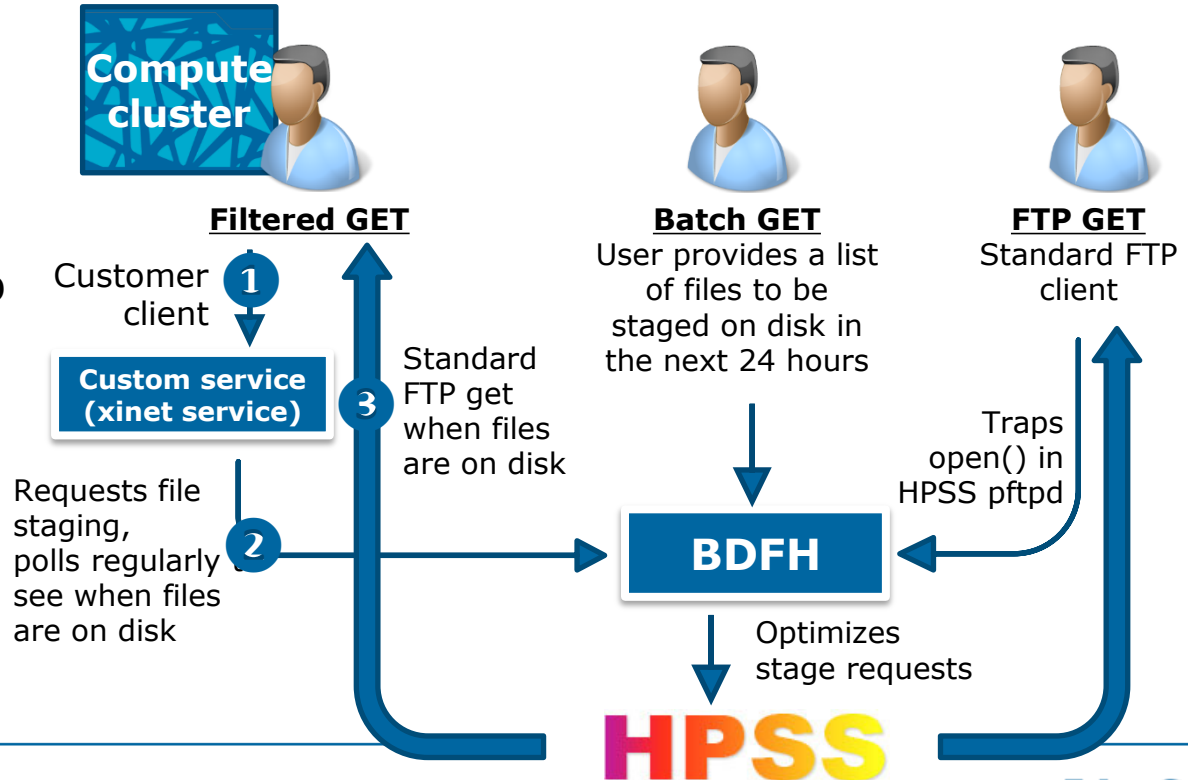 Compute
cluster
Filtered GET
Customer
client
1
Custom service
(xinet service)
3
Standard
FTP get
when files
are on disk
Requests file
staging,
polls regularly
see when files
are on disk
2
Batch GET
User provides a list
of files to be
staged on disk in
the next 24 hours
FTP GET
Standard FTP
client
Traps
open() in
HPSS pftpd
BDFH
Optimizes
stage requests
HPSS